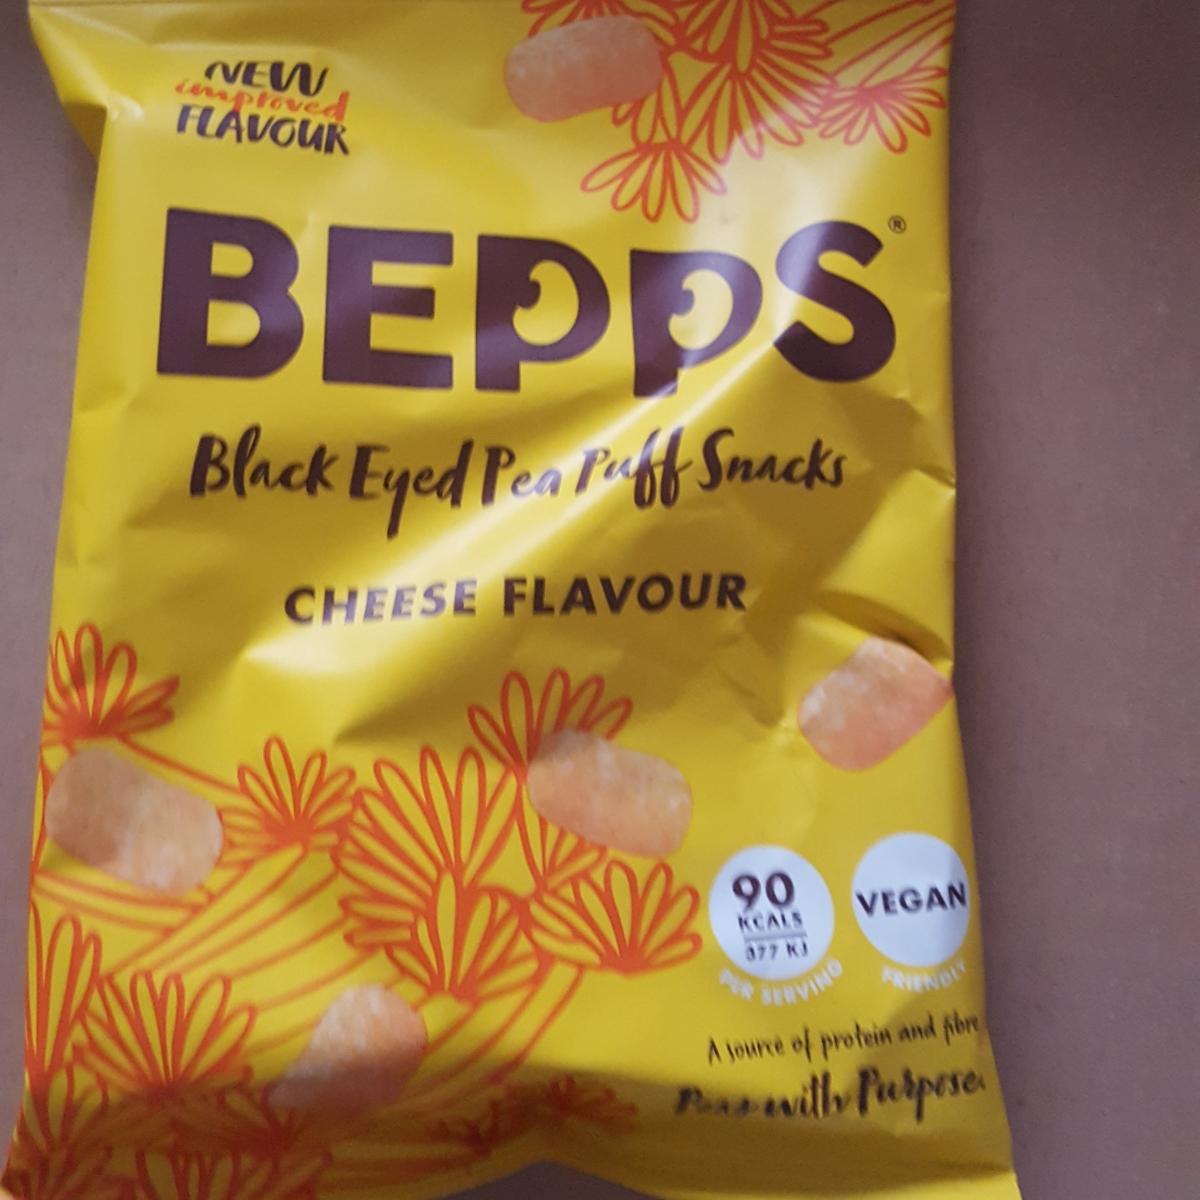 NEW
improved
FLAVOUR
BEPPS®
Black Eyed Pea Puff Snacks
CHEESE FLAVOUR
90
KCALS
377 KJ
PER SERVING
VEGAN
FRIENDLY
A source of protein and fibre
Peas with Purpose.